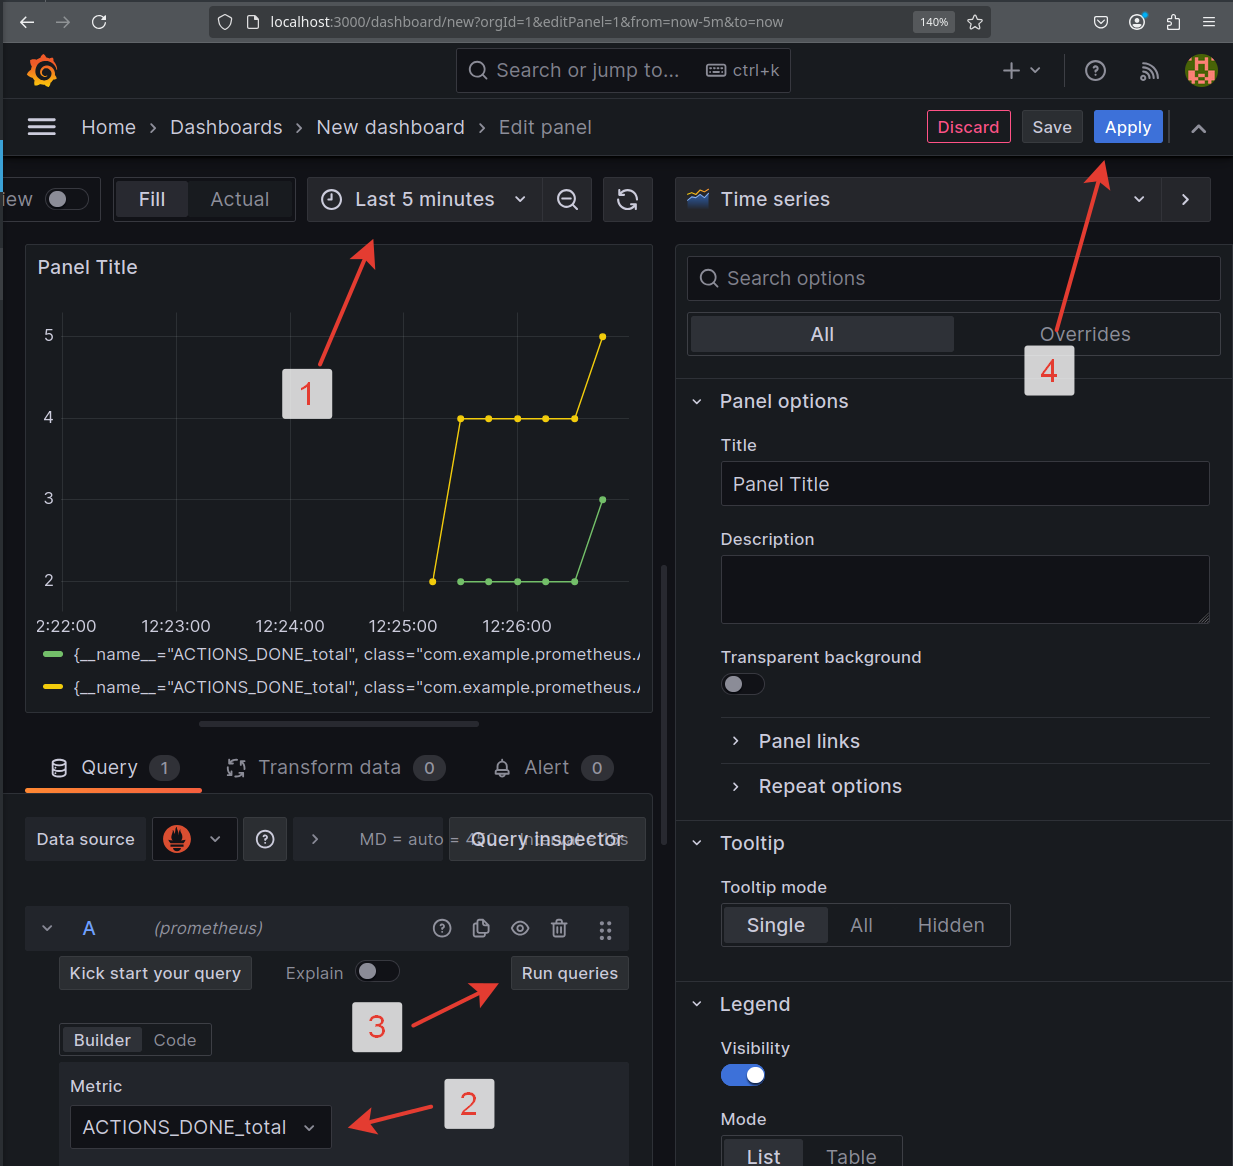 localhost:3000/dashboard/new?orgId=1&editPanel=1&from=now-5m&to=now 140%
Search or jump to... ctrl+k
Home › Dashboards › New dashboard › Edit panel Discard Save Apply
iew Fill Actual Last 5 minutes Time series
Panel Title
Search options
All Overrides
5
4
3
2
2:22:00 12:23:00 12:24:00 12:25:00 12:26:00
{__name__="ACTIONS_DONE_total", class="com.example.prometheus.A
{__name__="ACTIONS_DONE_total", class="com.example.prometheus.A
1
4
Panel options
Title
Panel Title
Description
Transparent background
Panel links
Repeat options
Query 1 Transform data 0 Alert 0
Data source MD = auto = 450 Query inspector
A (prometheus)
Kick start your query Explain Run queries
3
Builder Code
Metric
2
ACTIONS_DONE_total
Tooltip
Tooltip mode
Single All Hidden
Legend
Visibility
Mode
List Table